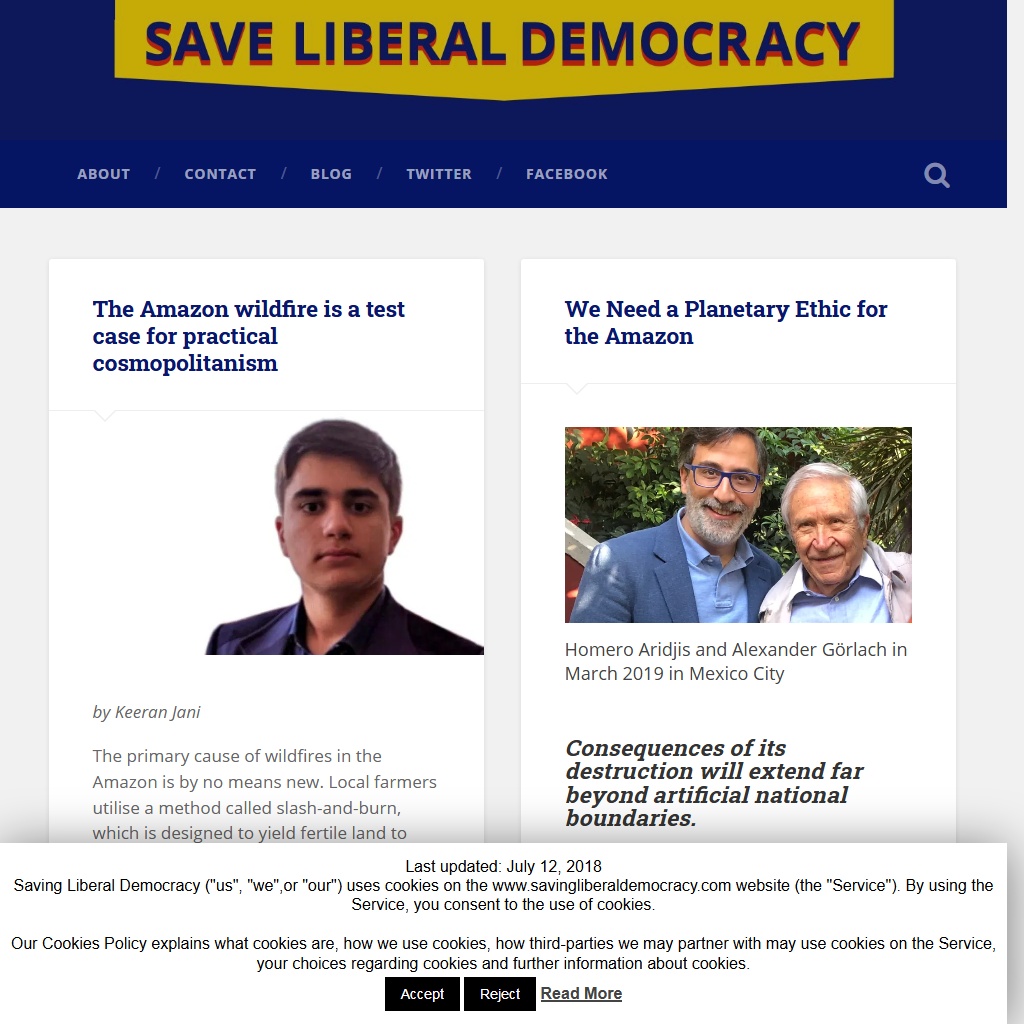 SAVE LIBERAL DEMOCRACY
ABOUT / CONTACT / BLOG / TWITTER / FACEBOOK
The Amazon wildfire is a test
case for practical
cosmopolitanism
by Keeran Jani
The primary cause of wildfires in the
Amazon is by no means new. Local farmers
utilise a method called slash-and-burn,
which is designed to yield fertile land to
We Need a Planetary Ethic for
the Amazon
Homero Aridjis and Alexander Görlach in
March 2019 in Mexico City
Consequences of its
destruction will extend far
beyond artificial national
boundaries.
Last updated: July 12, 2018
Saving Liberal Democracy ("us", "we",or "our") uses cookies on the www.savingliberaldemocracy.com website (the "Service"). By using the
Service, you consent to the use of cookies.
Our Cookies Policy explains what cookies are, how we use cookies, how third-parties we may partner with may use cookies on the Service,
your choices regarding cookies and further information about cookies.
Accept Reject Read More